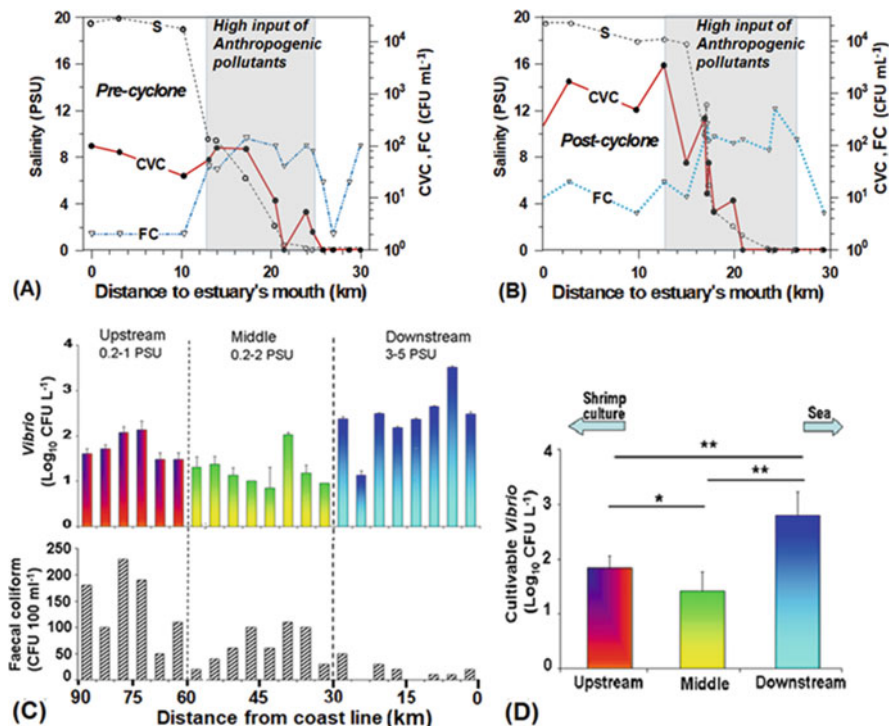 20
16
12
8
4
0
Salinity (PSU)
S
High input of
Anthropogenic
pollutants
Pre-cyclone
CVC
FC
10⁴
10³
10²
10¹
10⁰
CVC , FC (CFU mL⁻¹)
0 10 20 30
Distance to estuary's mouth (km)
(A)
20
16
12
8
4
0
Salinity (PSU)
S
High input of
Anthropogenic
pollutants
CVC
Post-cyclone
FC
10⁴
10³
10²
10¹
10⁰
CVC , FC (CFU mL⁻¹)
0 10 20 30
Distance to estuary's mouth (km)
(B)
Upstream
0.2-1 PSU
Middle
0.2-2 PSU
Downstream
3-5 PSU
4
3
2
1
0
Vibrio
(Log₁₀ CFU L⁻¹)
250
200
150
100
50
0
Faecal coliform
(CFU 100 ml⁻¹)
90 75 60 45 30 15 0
Distance from coast line (km)
(C)
Shrimp
culture
Sea
**
**
*
4
3
2
1
0
Cultivable Vibrio
(Log₁₀ CFU L⁻¹)
Upstream Middle Downstream
(D)